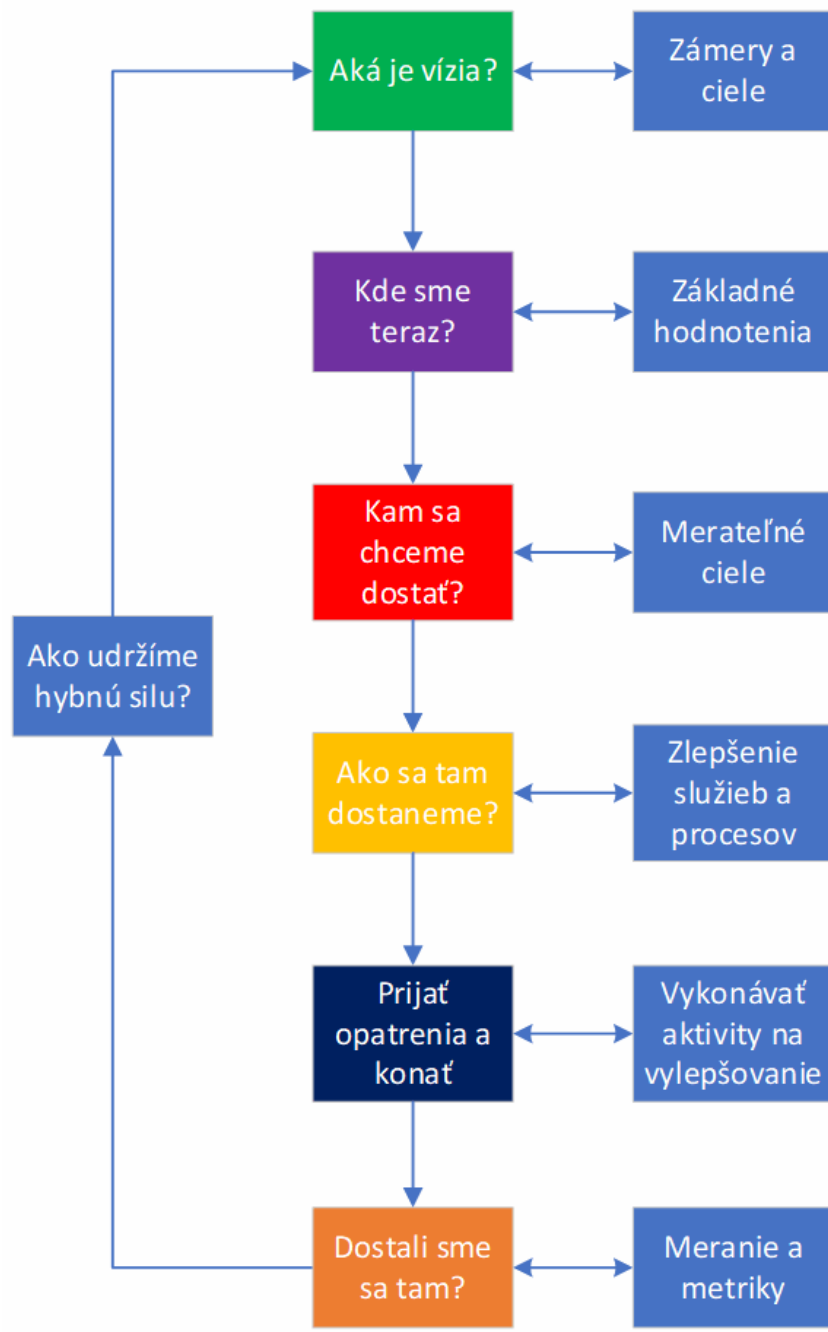 Aká je vízia?
Zámery a
ciele
Kde sme
teraz?
Základné
hodnotenia
Kam sa
chceme
dostať?
Merateľné
ciele
Ako udržíme
hybnú silu?
Ako sa tam
dostaneme?
Zlepšenie
služieb a
procesov
Prijať
opatrenia a
konať
Vykonávať
aktivity na
vylepšovanie
Dostali sme
sa tam?
Meranie a
metriky